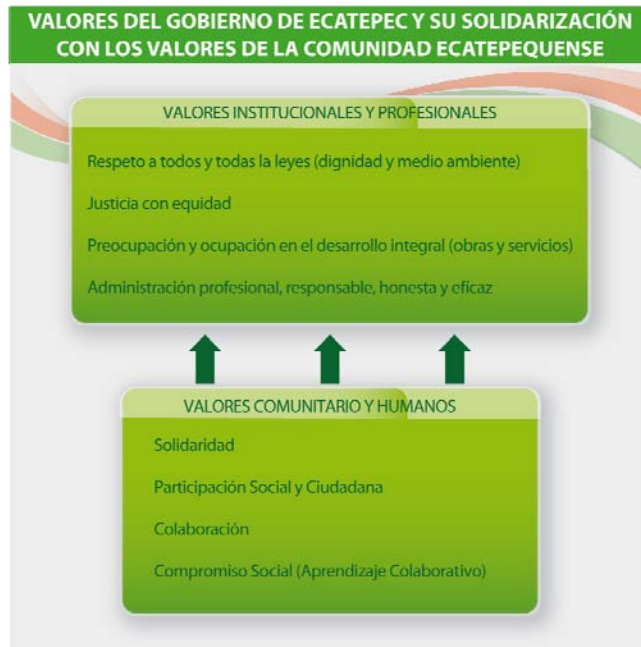 VALORES DEL GOBIERNO DE ECATEPEC Y SU SOLIDARIZACIÓN
CON LOS VALORES DE LA COMUNIDAD ECATEPEQUENSE
VALORES INSTITUCIONALES Y PROFESIONALES
Respeto a todos y todas la leyes (dignidad y medio ambiente)
Justicia con equidad
Preocupación y ocupación en el desarrollo integral (obras y servicios)
Administración profesional, responsable, honesta y eficaz
VALORES COMUNITARIO Y HUMANOS
Solidaridad
Participación Social y Ciudadana
Colaboración
Compromiso Social (Aprendizaje Colaborativo)